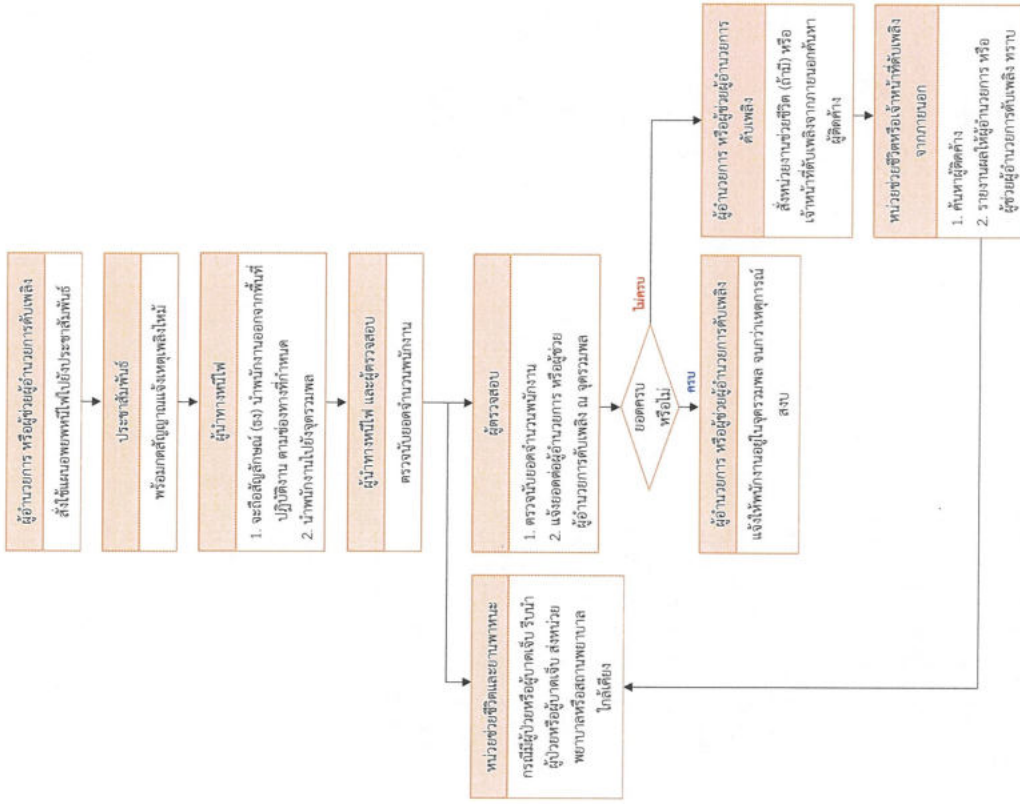 ผู้อำนวยการ หรือผู้ช่วยผู้อำนวยการดับเพลิง
สั่งใช้แผนอพยพหนีไฟไปยังประชาสัมพันธ์
ประชาสัมพันธ์
พร้อมกดสัญญาณแจ้งเหตุเพลิงไหม้
ผู้นำทางหนีไฟ
1. จะถือสัญลักษณ์ (ธง) นำพนักงานออกจากพื้นที่
ปฏิบัติงาน ตามช่องทางที่กำหนด
2. นำพนักงานไปยังจุดรวมพล
ผู้นำทางหนีไฟ และผู้ตรวจสอบ
ตรวจนับยอดจำนวนพนักงาน
หน่วยช่วยชีวิตและยานพาหนะ
กรณีมีผู้ป่วยหรือผู้บาดเจ็บ รีบนำ
ผู้ป่วยหรือผู้บาดเจ็บ ส่งหน่วย
พยาบาลหรือสถานพยาบาล
ใกล้เคียง
ผู้ตรวจสอบ
1. ตรวจนับยอดจำนวนพนักงาน
2. แจ้งยอดต่อผู้อำนวยการ หรือผู้ช่วย
ผู้อำนวยการดับเพลิง ณ จุดรวมพล
ยอดครบ
หรือไม่
ไม่ครบ
ครบ
ผู้อำนวยการ หรือผู้ช่วยผู้อำนวยการดับเพลิง
แจ้งให้พนักงานอยู่ในจุดรวมพล จนกว่าเหตุการณ์
สงบ
ผู้อำนวยการ หรือผู้ช่วยผู้อำนวยการ
ดับเพลิง
สั่งหน่วยงานช่วยชีวิต (ถ้ามี) หรือ
เจ้าหน้าที่ดับเพลิงจากภายนอกค้นหา
ผู้ติดค้าง
หน่วยช่วยชีวิตหรือเจ้าหน้าที่ดับเพลิง
จากภายนอก
1. ค้นหาผู้ติดค้าง
2. รายงานผลให้ผู้อำนวยการ หรือ
ผู้ช่วยผู้อำนวยการดับเพลิง ทราบ